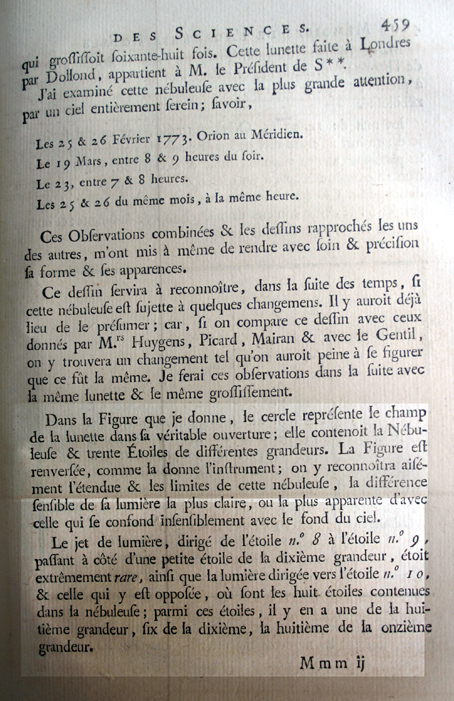 DES SCIENCES. 459
qui grossissoit soixante-huit fois. Cette lunette faite à Londres
par Dollond, appartient à M. le Président de S**.
J'ai examiné cette nébuleuse avec la plus grande attention,
par un ciel entièrement serein; savoir,
Les 25 & 26 Février 1773. Orion au Méridien.
Le 19 Mars, entre 8 & 9 heures du soir.
Le 23, entre 7 & 8 heures.
Les 25 & 26 du même mois, à la même heure.
Ces Observations combinées & les dessins rapprochés les uns
des autres, m'ont mis à même de rendre avec soin & précision
sa forme & ses apparences.
Ce dessin servira à reconnoître, dans la suite des temps, si
cette nébuleuse est sujette à quelques changemens. Il y auroit déjà
lieu de le présumer; car, si on compare ce dessin avec ceux
donnés par M.rs Huygens, Picard, Mairan & avec le Gentil,
on y trouvera un changement tel qu'on auroit peine à se figurer
que ce fût la même. Je ferai ces observations dans la suite avec
la même lunette & le même grossissement.
Dans la Figure que je donne, le cercle représente le champ
de la lunette dans sa véritable ouverture; elle contenoit la Nébu-
leuse & trente Étoiles de différentes grandeurs. La Figure est
renversée, comme la donne l'instrument; on y reconnoîtra aisé-
ment l'étendue & les limites de cette nébuleuse, la différence
sensible de sa lumière la plus claire, ou la plus apparente d'avec
celle qui se confond insensiblement avec le fond du ciel.
Le jet de lumière, dirigé de l'étoile n.° 8 à l'étoile n.° 9,
passant à côté d'une petite étoile de la dixième grandeur, étoit
extrêmement rare, ainsi que la lumière dirigée vers l'étoile n.° 10,
& celle qui y est opposée, où sont les huit étoiles contenues
dans la nébuleuse; parmi ces étoiles, il y en a une de la hui-
tième grandeur, six de la dixième, la huitième de la onzième
grandeur.
M m m ij